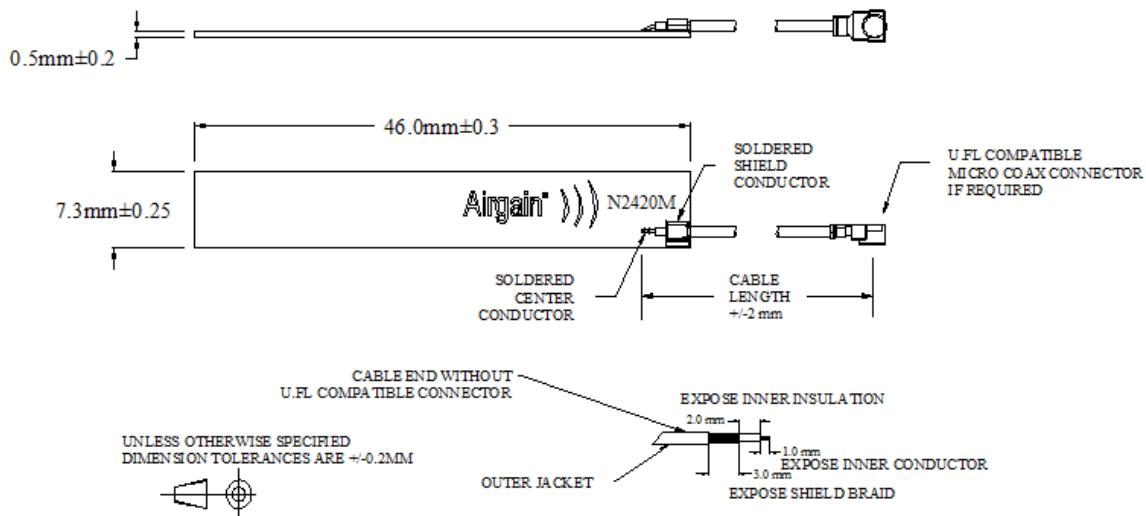 0.5mm±0.2
46.0mm±0.3
7.3mm±0.25
Airgain
N2420M
SOLDERED
SHIELD
CONDUCTOR
U.FL COMPATIBLE
MICRO COAX CONNECTOR
IF REQUIRED
SOLDERED
CENTER
CONDUCTOR
CABLE
LENGTH
+/-2 mm
CABLE END WITHOUT
U.FL COMPATIBLE CONNECTOR
EXPOSE INNER INSULATION
2.0 mm
1.0 mm
EXPOSE INNER CONDUCTOR
3.0 mm
EXPOSE SHIELD BRAID
OUTER JACKET
UNLESS OTHERWISE SPECIFIED
DIMENSION TOLERANCES ARE +/-0.2MM